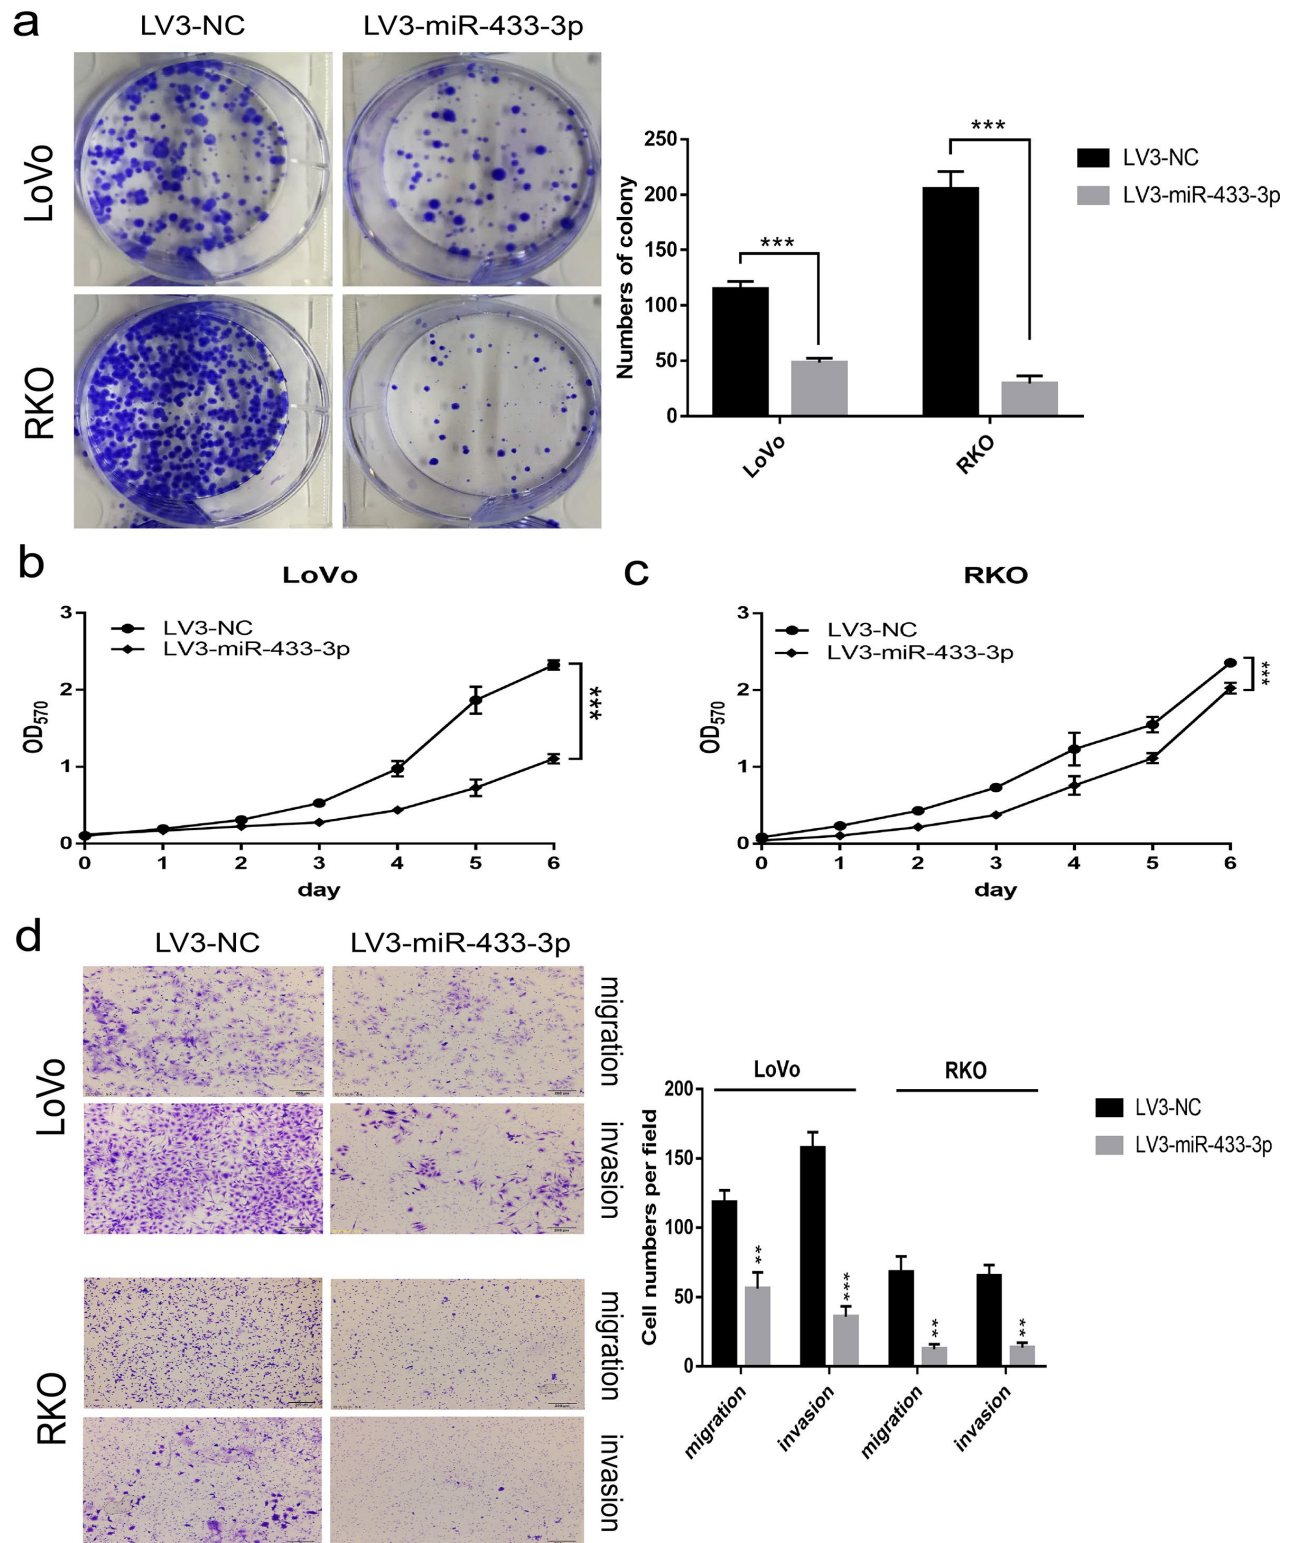 a
LV3-NC
LV3-miR-433-3p
LoVo
RKO
Numbers of colony
250
200
150
100
50
0
***
***
LoVo
RKO
LV3-NC
LV3-miR-433-3p
b
LoVo
LV3-NC
LV3-miR-433-3p
OD570
3
2
1
0
0 1 2 3 4 5 6
day
***
c
RKO
LV3-NC
LV3-miR-433-3p
OD570
3
2
1
0
0 1 2 3 4 5 6
day
***
d
LV3-NC
LV3-miR-433-3p
LoVo
migration
invasion
RKO
migration
invasion
Cell numbers per field
200
150
100
50
0
LoVo
RKO
**
***
**
**
migration
invasion
migration
invasion
LV3-NC
LV3-miR-433-3p